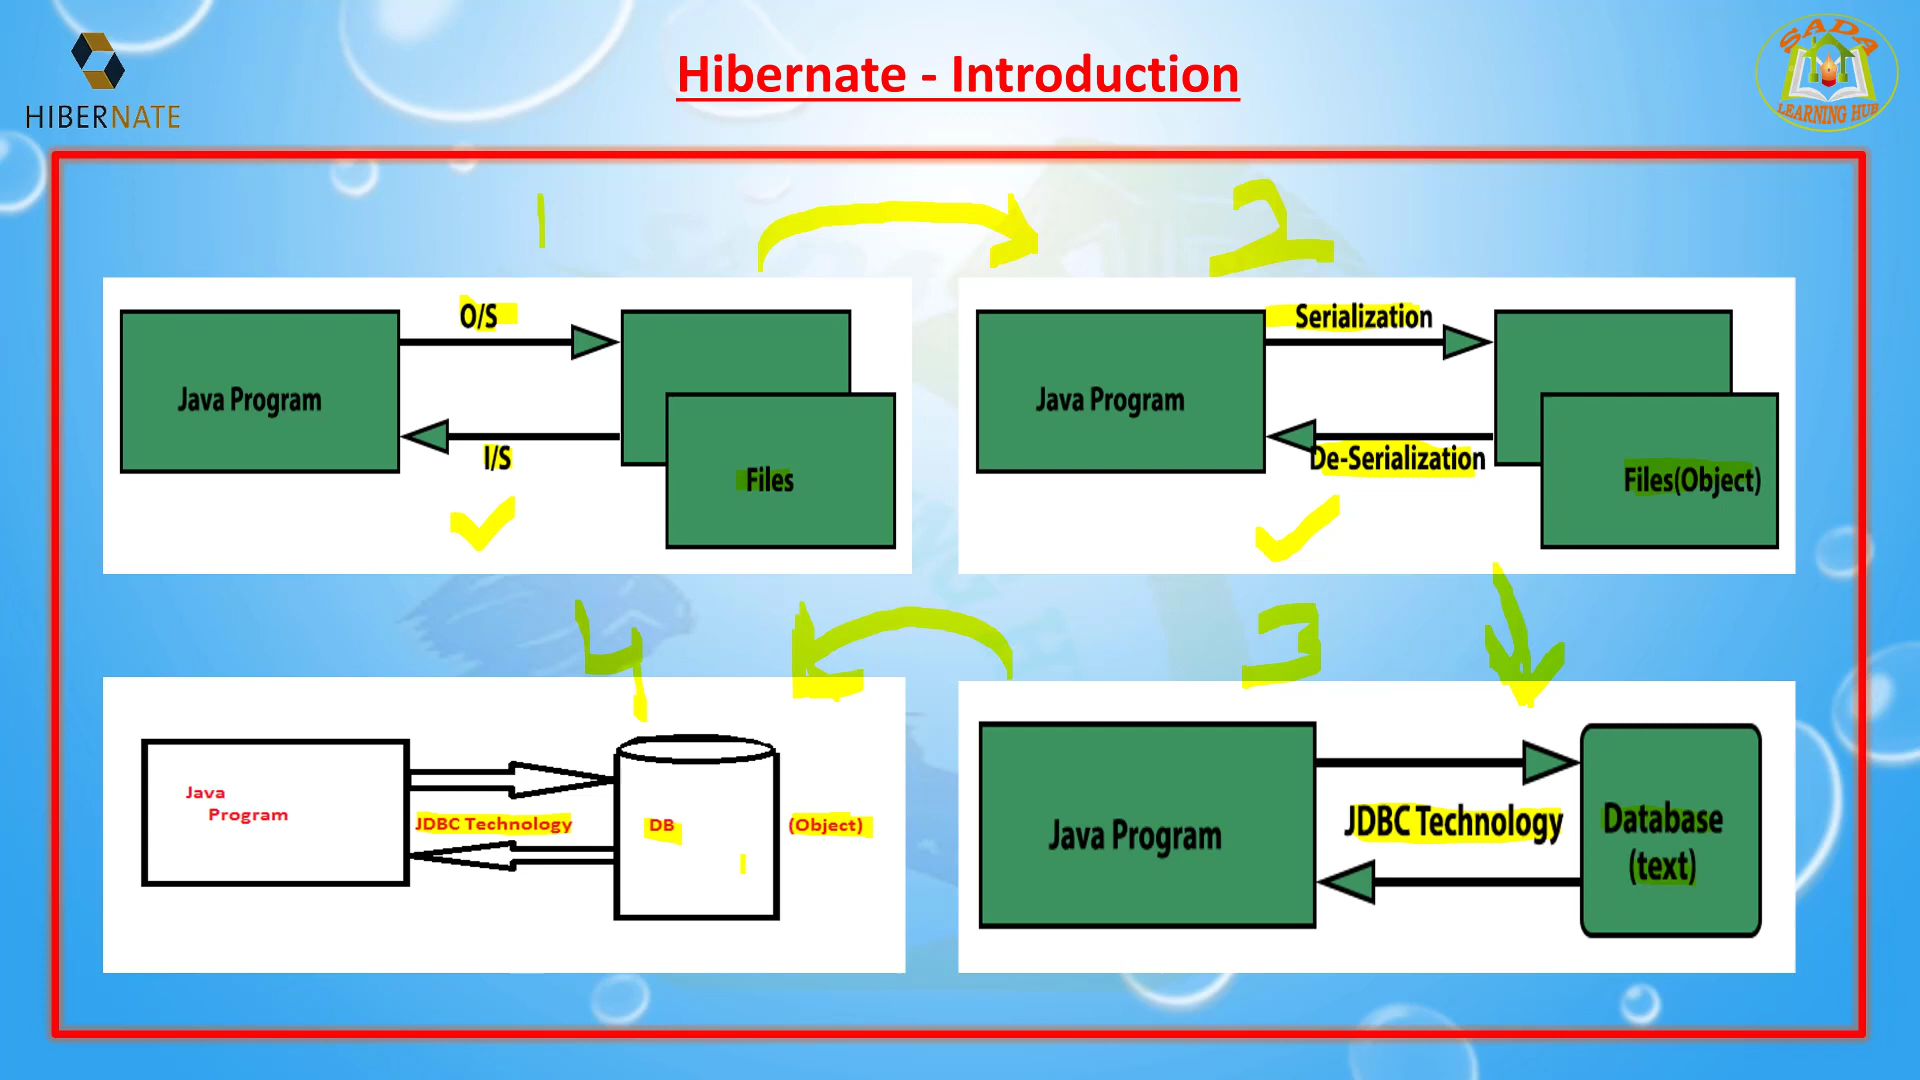 HIBERNATE
Hibernate - Introduction
SADA
LEARNING HUB
1
2
O/S
Java Program
I/S
Files
Serialization
Java Program
De-Serialization
Files(Object)
4
3
Java
Program
JDBC Technology
DB
(Object)
Java Program
JDBC Technology
Database
(text)